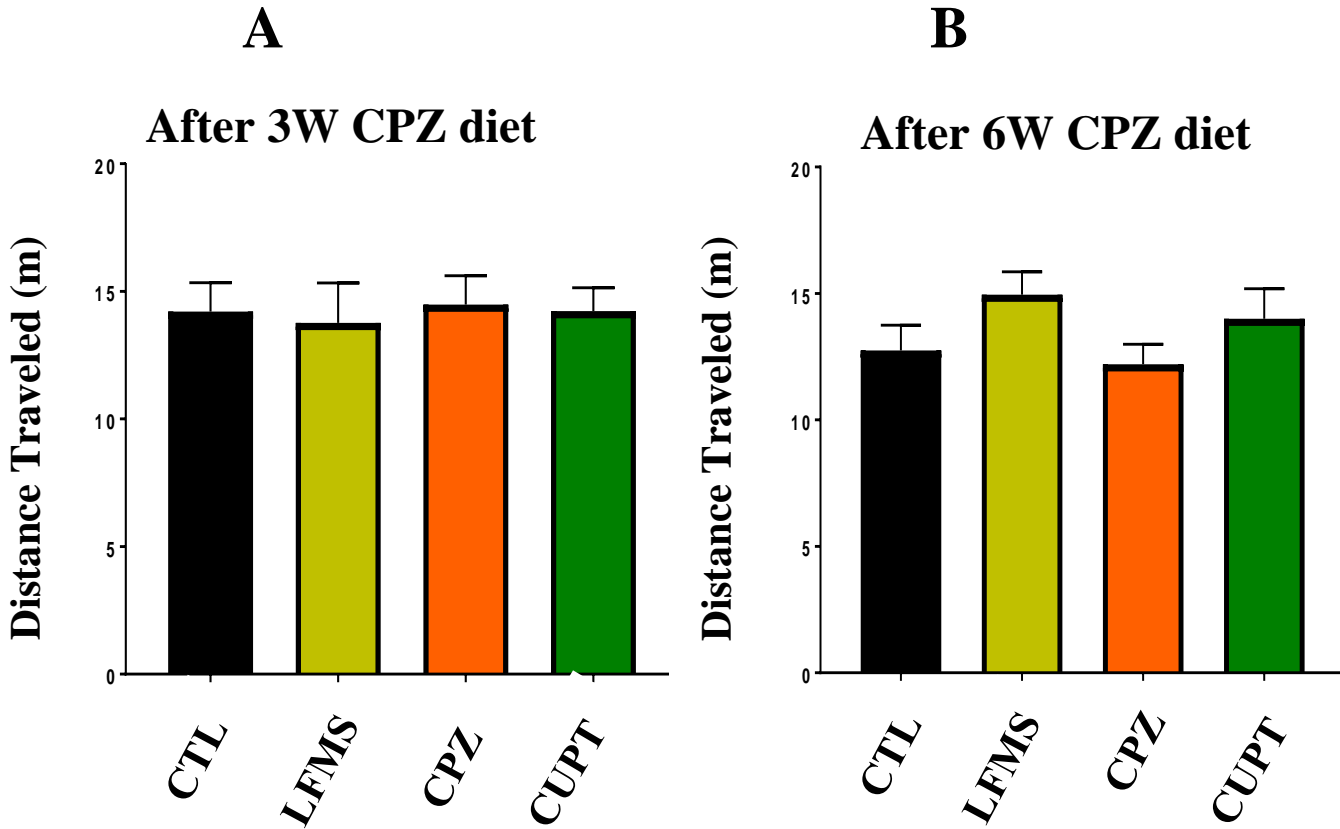 A
After 3W CPZ diet
Distance Traveled (m)
20
15
10
5
0
CTL
LFMS
CPZ
CUPT
B
After 6W CPZ diet
Distance Traveled (m)
20
15
10
5
0
CTL
LFMS
CPZ
CUPT